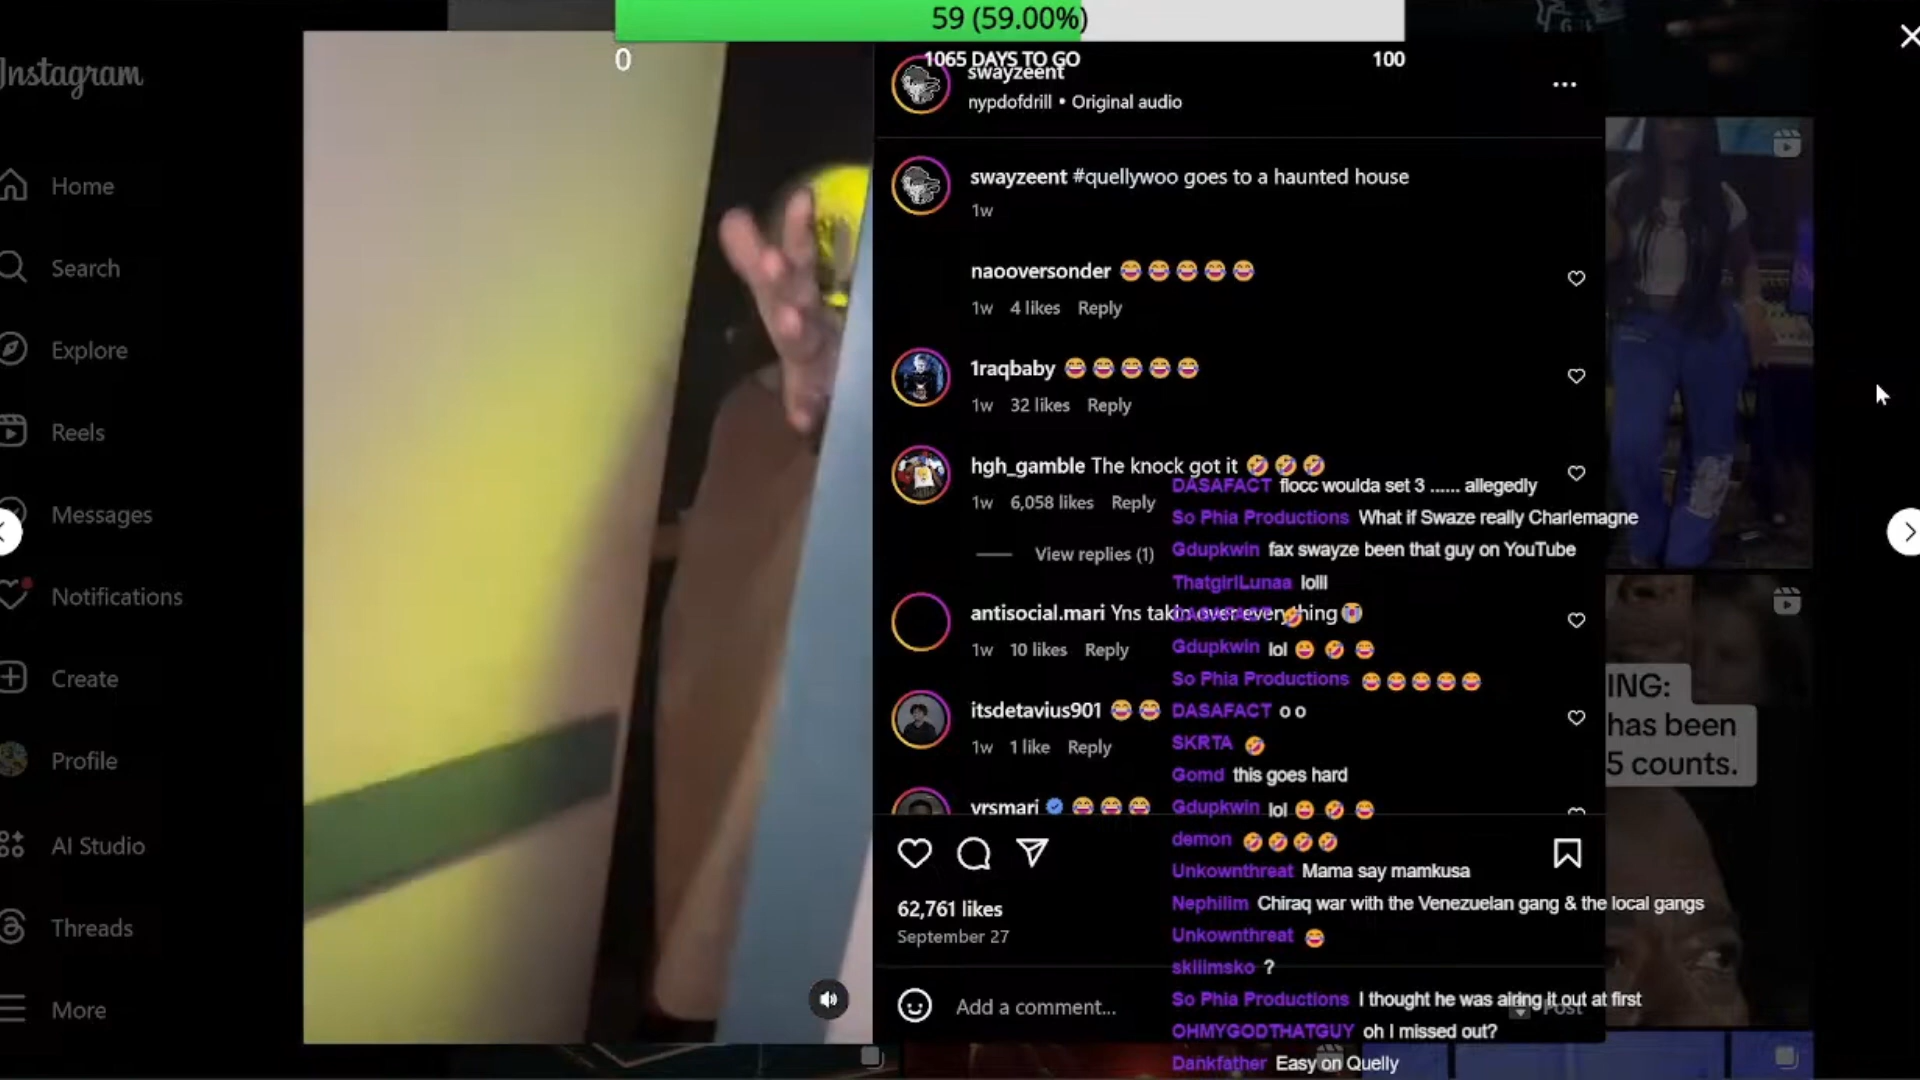 59 (59.00%)
0
1065 DAYS TO GO
100
Instagram
Home
Search
Explore
Reels
Messages
Notifications
Create
Profile
AI Studio
Threads
More
swayzeent
nypdofdrill • Original audio
swayzeent #quellywoo goes to a haunted house
1w
naooversonder 😂😂😂😂😂
1w 4 likes Reply
1raqbaby 😂😂😂😂😂
1w 32 likes Reply
hgh_gamble The knock got it 🤣🤣🤣
1w 6,058 likes Reply
View replies (1)
antisocial.mari Yns takin over everything 😭
1w 10 likes Reply
itsdetavius901 😂😂
1w 1 like Reply
vrsmari 😂😂😂
62,761 likes
September 27
Add a comment...
Post
DASAFACT flocc woulda set 3 ...... allegedly
So Phia Productions What if Swaze really Charlemagne
Gdupkwin fax swayze been that guy on YouTube
ThatgirlLunaa lolll
DASAFACT 🤣
Gdupkwin lol 😄 🤣 😂
So Phia Productions 😂😂😂😂😂
DASAFACT o o
SKRTA 🤣
Gomd this goes hard
Gdupkwin lol 😄 🤣 😂
demon 🤣🤣🤣🤣
Unkownthreat Mama say mamkusa
Nephilim Chiraq war with the Venezuelan gang & the local gangs
Unkownthreat 😂
skllimsko ?
So Phia Productions I thought he was airing it out at first
OHMYGODTHATGUY oh I missed out?
Dankfather Easy on Quelly
ING:
has been
5 counts.